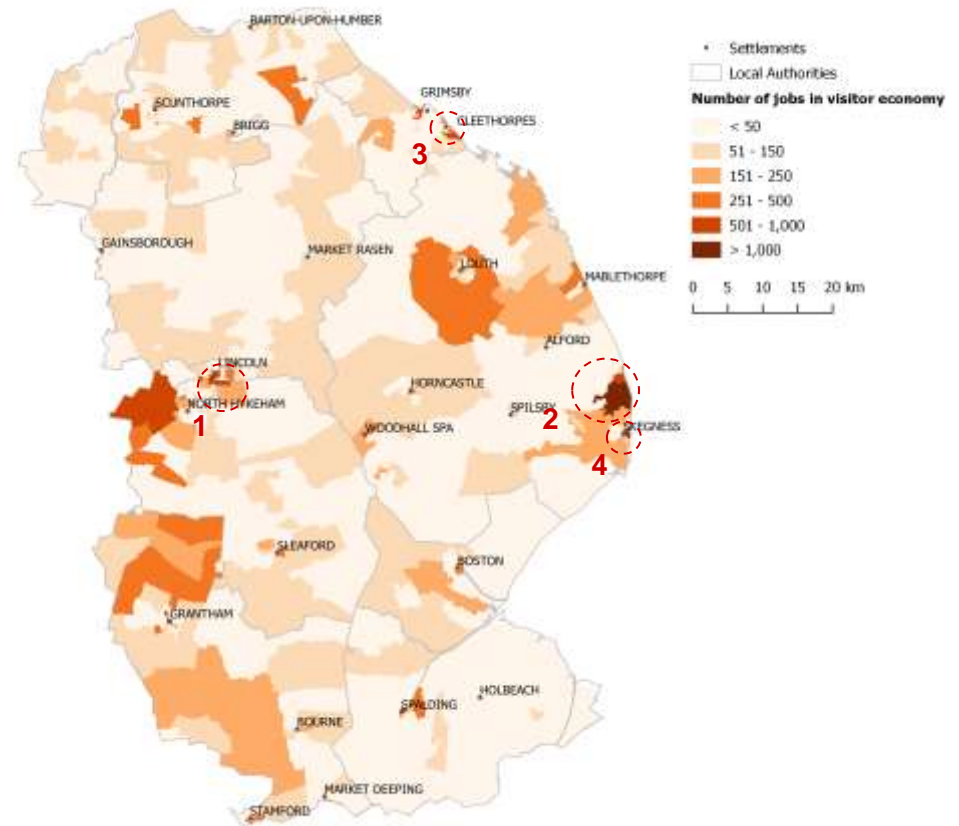 BARTON-UPON-HUMBER
Settlements
Local Authorities
Number of jobs in visitor economy
< 50
51 - 150
151 - 250
251 - 500
501 - 1,000
> 1,000
0 5 10 15 20 km
GRIMSBY
SCUNTHORPE
CLEETHORPES
BRIGG
3
GAINSBOROUGH
MARKET RASEN
LOUTH
MABLETHORPE
ALFORD
LINCOLN
HORNCASTLE
NORTH HYKEHAM
SPILSBY
1
2
WOODHALL SPA
SKEGNESS
4
SLEAFORD
BOSTON
GRANTHAM
HOLBEACH
SPALDING
BOURNE
MARKET DEEPING
STAMFORD